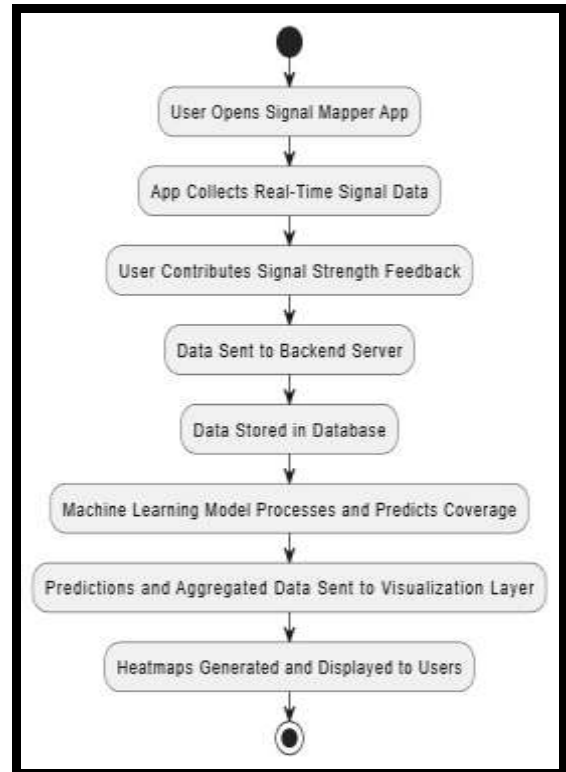 User Opens Signal Mapper App
App Collects Real-Time Signal Data
User Contributes Signal Strength Feedback
Data Sent to Backend Server
Data Stored in Database
Machine Learning Model Processes and Predicts Coverage
Predictions and Aggregated Data Sent to Visualization Layer
Heatmaps Generated and Displayed to Users